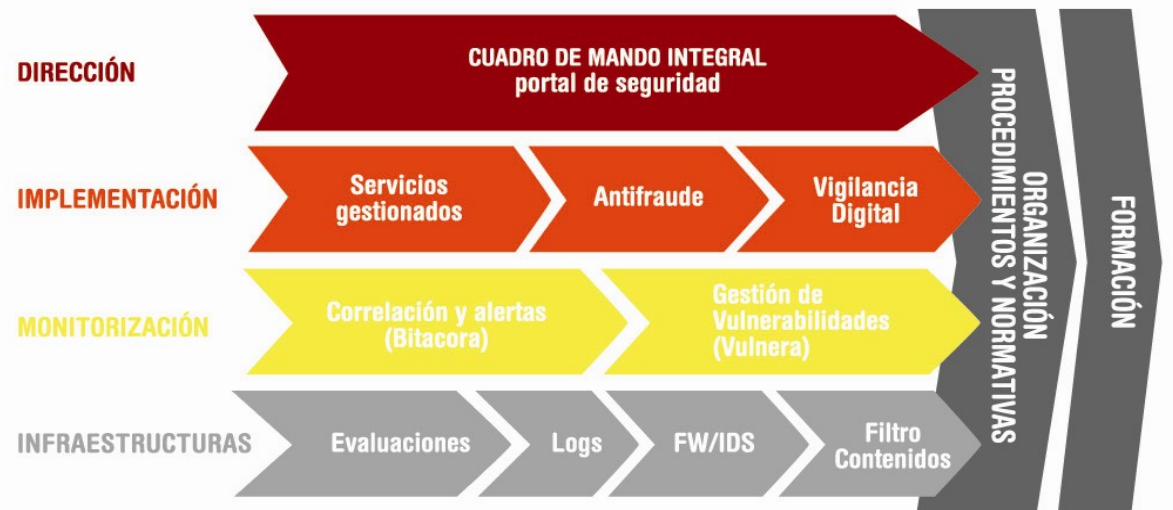 DIRECCIÓN
CUADRO DE MANDO INTEGRAL
portal de seguridad
IMPLEMENTACIÓN
Servicios
gestionados
Antifraude
Vigilancia
Digital
MONITORIZACIÓN
Correlación y alertas
(Bitacora)
Gestión de
Vulnerabilidades
(Vulnera)
INFRAESTRUCTURAS
Evaluaciones
Logs
FW/IDS
Filtro
Contenidos
ORGANIZACIÓN
PROCEDIMIENTOS Y NORMATIVAS
FORMACIÓN